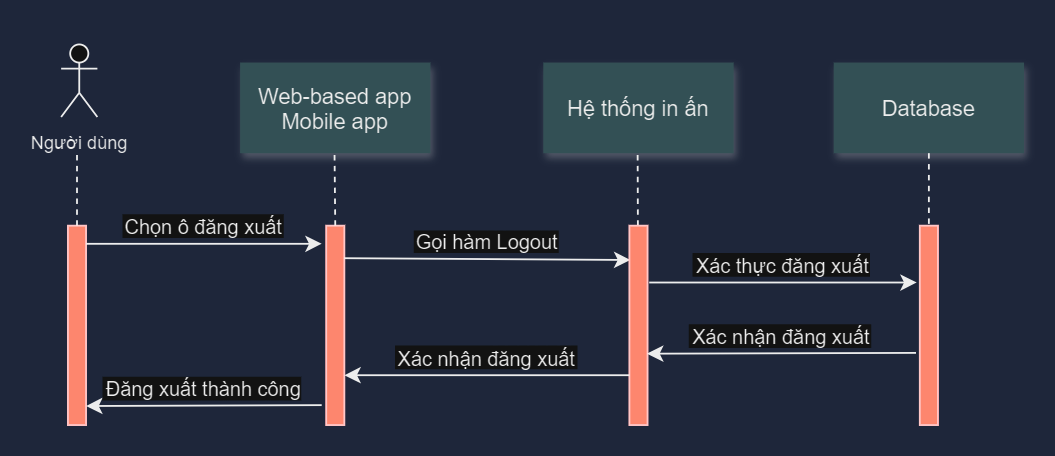 Người dùng
Web-based app
Mobile app
Hệ thống in ấn
Database
Chọn ô đăng xuất
Gọi hàm Logout
Xác thực đăng xuất
Xác nhận đăng xuất
Xác nhận đăng xuất
Đăng xuất thành công